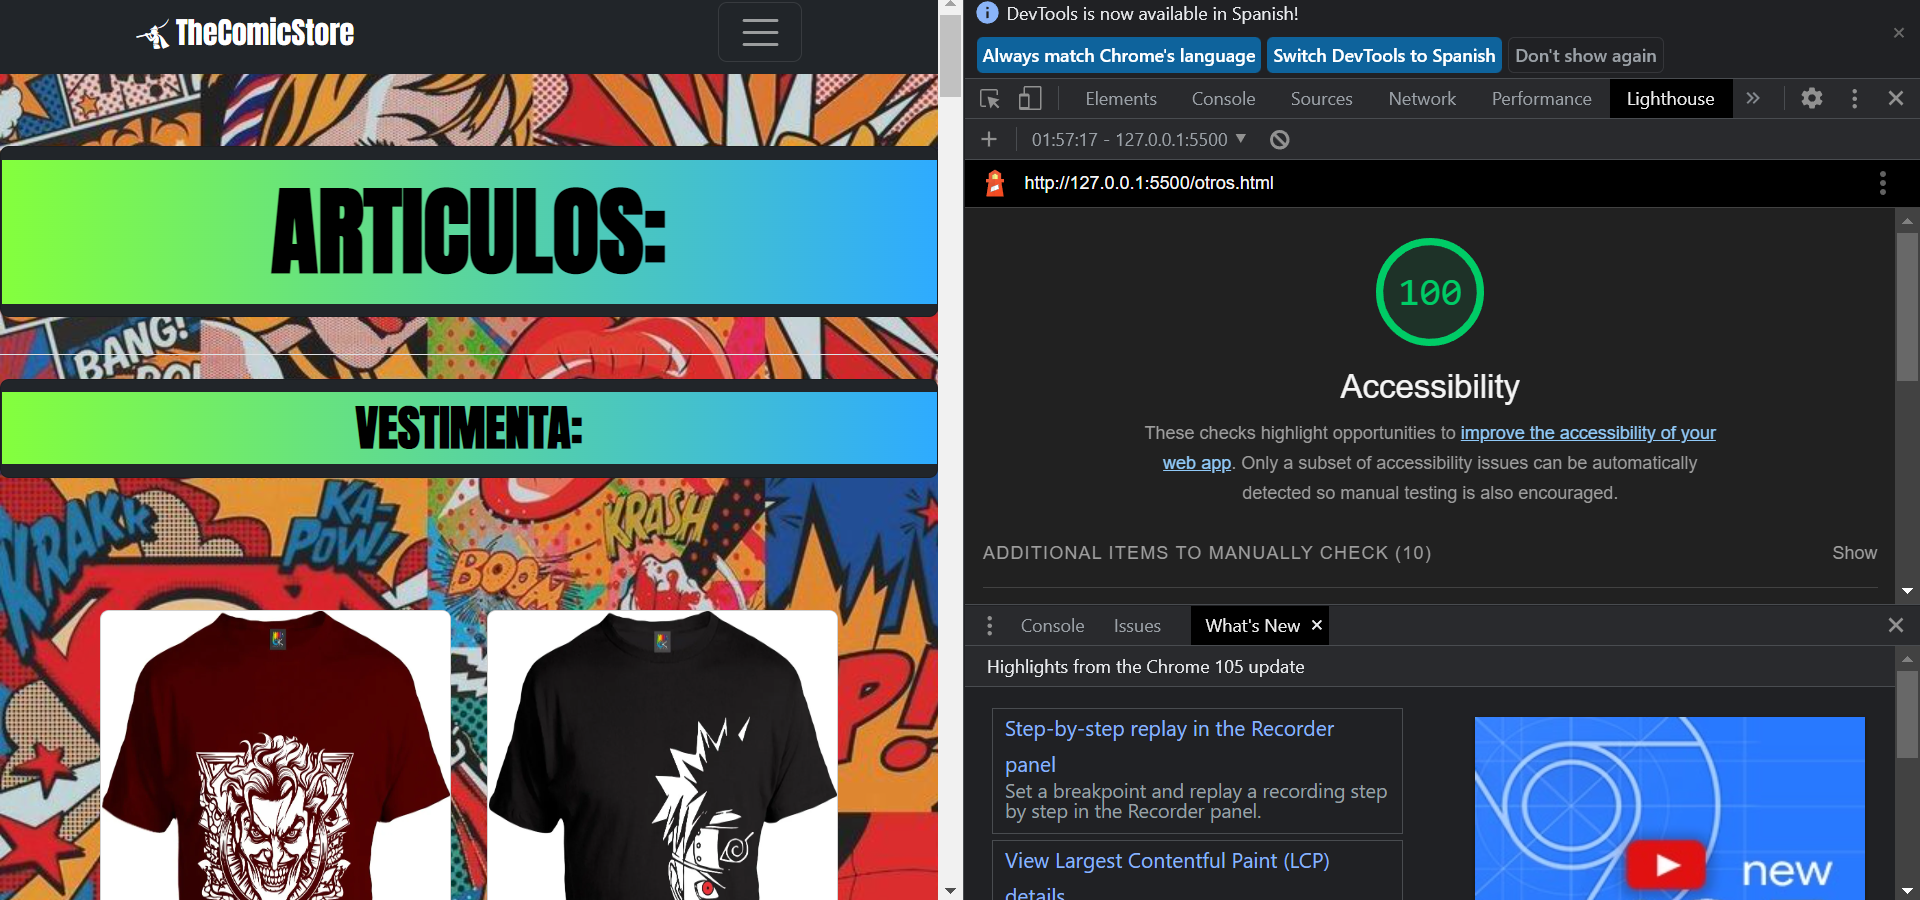 TheComicStore
ARTICULOS:
BANG!
VESTIMENTA:
KRAKK
KA-
POW!
BOOM
KRASH
P!
DevTools is now available in Spanish!
Always match Chrome's language
Switch DevTools to Spanish
Don't show again
Elements
Console
Sources
Network
Performance
Lighthouse
01:57:17 - 127.0.0.1:5500
http://127.0.0.1:5500/otros.html
100
Accessibility
These checks highlight opportunities to improve the accessibility of your
web app. Only a subset of accessibility issues can be automatically
detected so manual testing is also encouraged.
ADDITIONAL ITEMS TO MANUALLY CHECK (10)
Show
Console
Issues
What's New
Highlights from the Chrome 105 update
Step-by-step replay in the Recorder
panel
Set a breakpoint and replay a recording step
by step in the Recorder panel.
View Largest Contentful Paint (LCP)
details
new